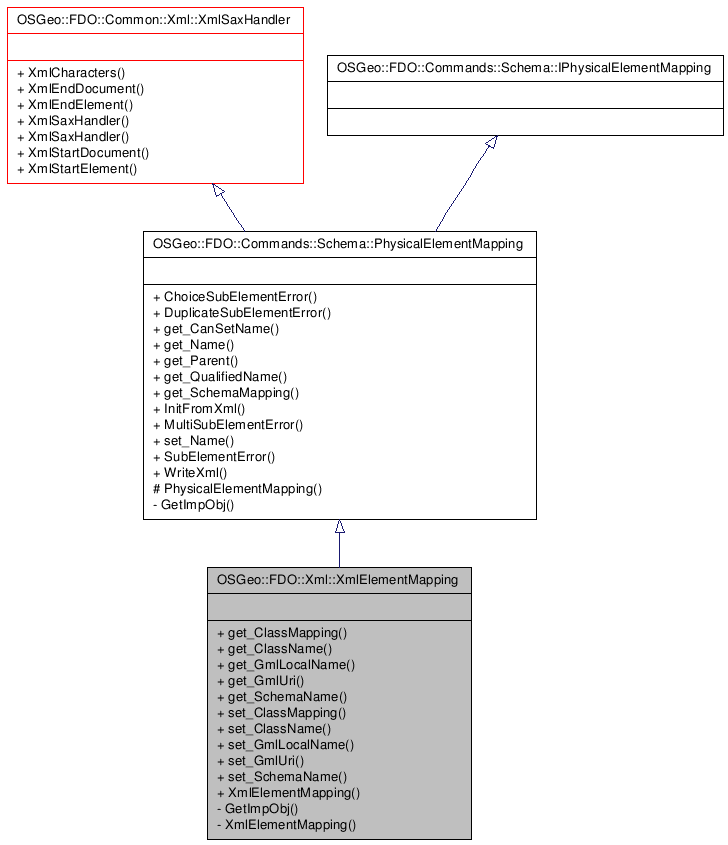 OSGeo::FDO::Common::Xml::XmlSaxHandler
+ XmlCharacters()
+ XmlEndDocument()
+ XmlEndElement()
+ XmlSaxHandler()
+ XmlSaxHandler()
+ XmlStartDocument()
+ XmlStartElement()
OSGeo::FDO::Commands::Schema::IPhysicalElementMapping
OSGeo::FDO::Commands::Schema::PhysicalElementMapping
+ ChoiceSubElementError()
+ DuplicateSubElementError()
+ get_CanSetName()
+ get_Name()
+ get_Parent()
+ get_QualifiedName()
+ get_SchemaMapping()
+ InitFromXml()
+ MultiSubElementError()
+ set_Name()
+ SubElementError()
+ WriteXml()
# PhysicalElementMapping()
- GetImpObj()
OSGeo::FDO::Xml::XmlElementMapping
+ get_ClassMapping()
+ get_ClassName()
+ get_GmlLocalName()
+ get_GmlUri()
+ get_SchemaName()
+ set_ClassMapping()
+ set_ClassName()
+ set_GmlLocalName()
+ set_GmlUri()
+ set_SchemaName()
+ XmlElementMapping()
- GetImpObj()
- XmlElementMapping()